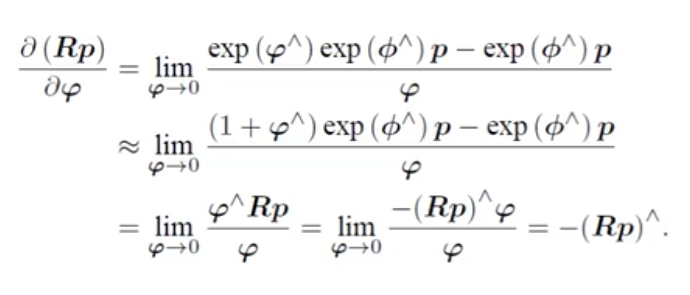 ∂(Rp)/∂φ = lim_{φ→0} (exp(φ^∧) exp(ϕ^∧) p − exp(ϕ^∧) p)/φ
≈ lim_{φ→0} ((1 + φ^∧) exp(ϕ^∧) p − exp(ϕ^∧) p)/φ
= lim_{φ→0} (φ^∧ Rp)/φ = lim_{φ→0} (−(Rp)^∧ φ)/φ = −(Rp)^∧.